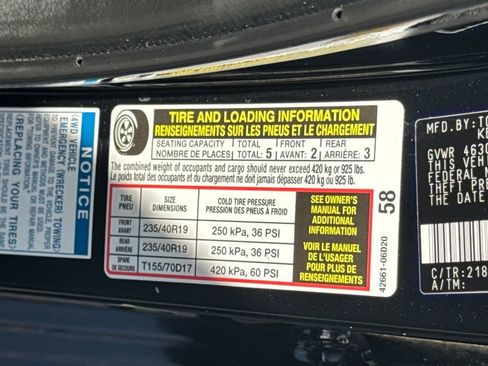 NOTICE
(4WD VEHICLE
EMERGENCY (WRECKER) TOWING
TO PREVENT DAMAGE
REPLACING YOUR TIRES?
TIRE AND LOADING INFORMATION
RENSEIGNEMENTS SUR LES PNEUS ET LE CHARGEMENT
SEATING CAPACITY TOTAL FRONT REAR
NOMBRE DE PLACES TOTAL 5 AVANT: 2 ARRIÈRE: 3
The combined weight of occupants and cargo should never exceed 420 kg or 925 lbs.
Le poids total des occupants et du chargement ne doit jamais dépasser 420 kg ou 925 lb.
TIRE PNEU SIZE DIMENSIONS COLD TIRE PRESSURE PRESSION DES PNEUS À FROID
FRONT AVANT 235/40R19 250 kPa, 36 PSI
REAR ARRIÈRE 235/40R19 250 kPa, 36 PSI
SPARE DE SECOURS T155/70D17 420 kPa, 60 PSI
SEE OWNER'S
MANUAL FOR
ADDITIONAL
INFORMATION
VOIR LE MANUEL
DE L'USAGER
POUR PLUS DE
RENSEIGNEMENTS
58
42661-06D20
MFD. BY:
GVWR
THIS VEHI
FEDERAL M
THEFT PRE
THE DATE
C/TR:218
A/TM: